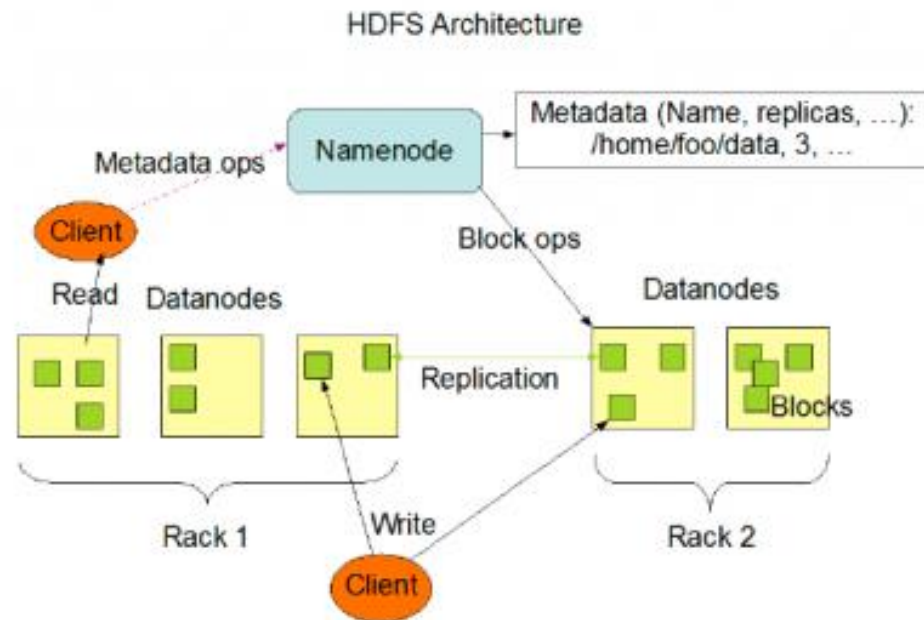 HDFS Architecture
Metadata (Name, replicas, ...):
/home/foo/data, 3, ...
Namenode
Metadata ops
Client
Block ops
Read
Datanodes
Datanodes
Replication
Blocks
Rack 1
Write
Rack 2
Client